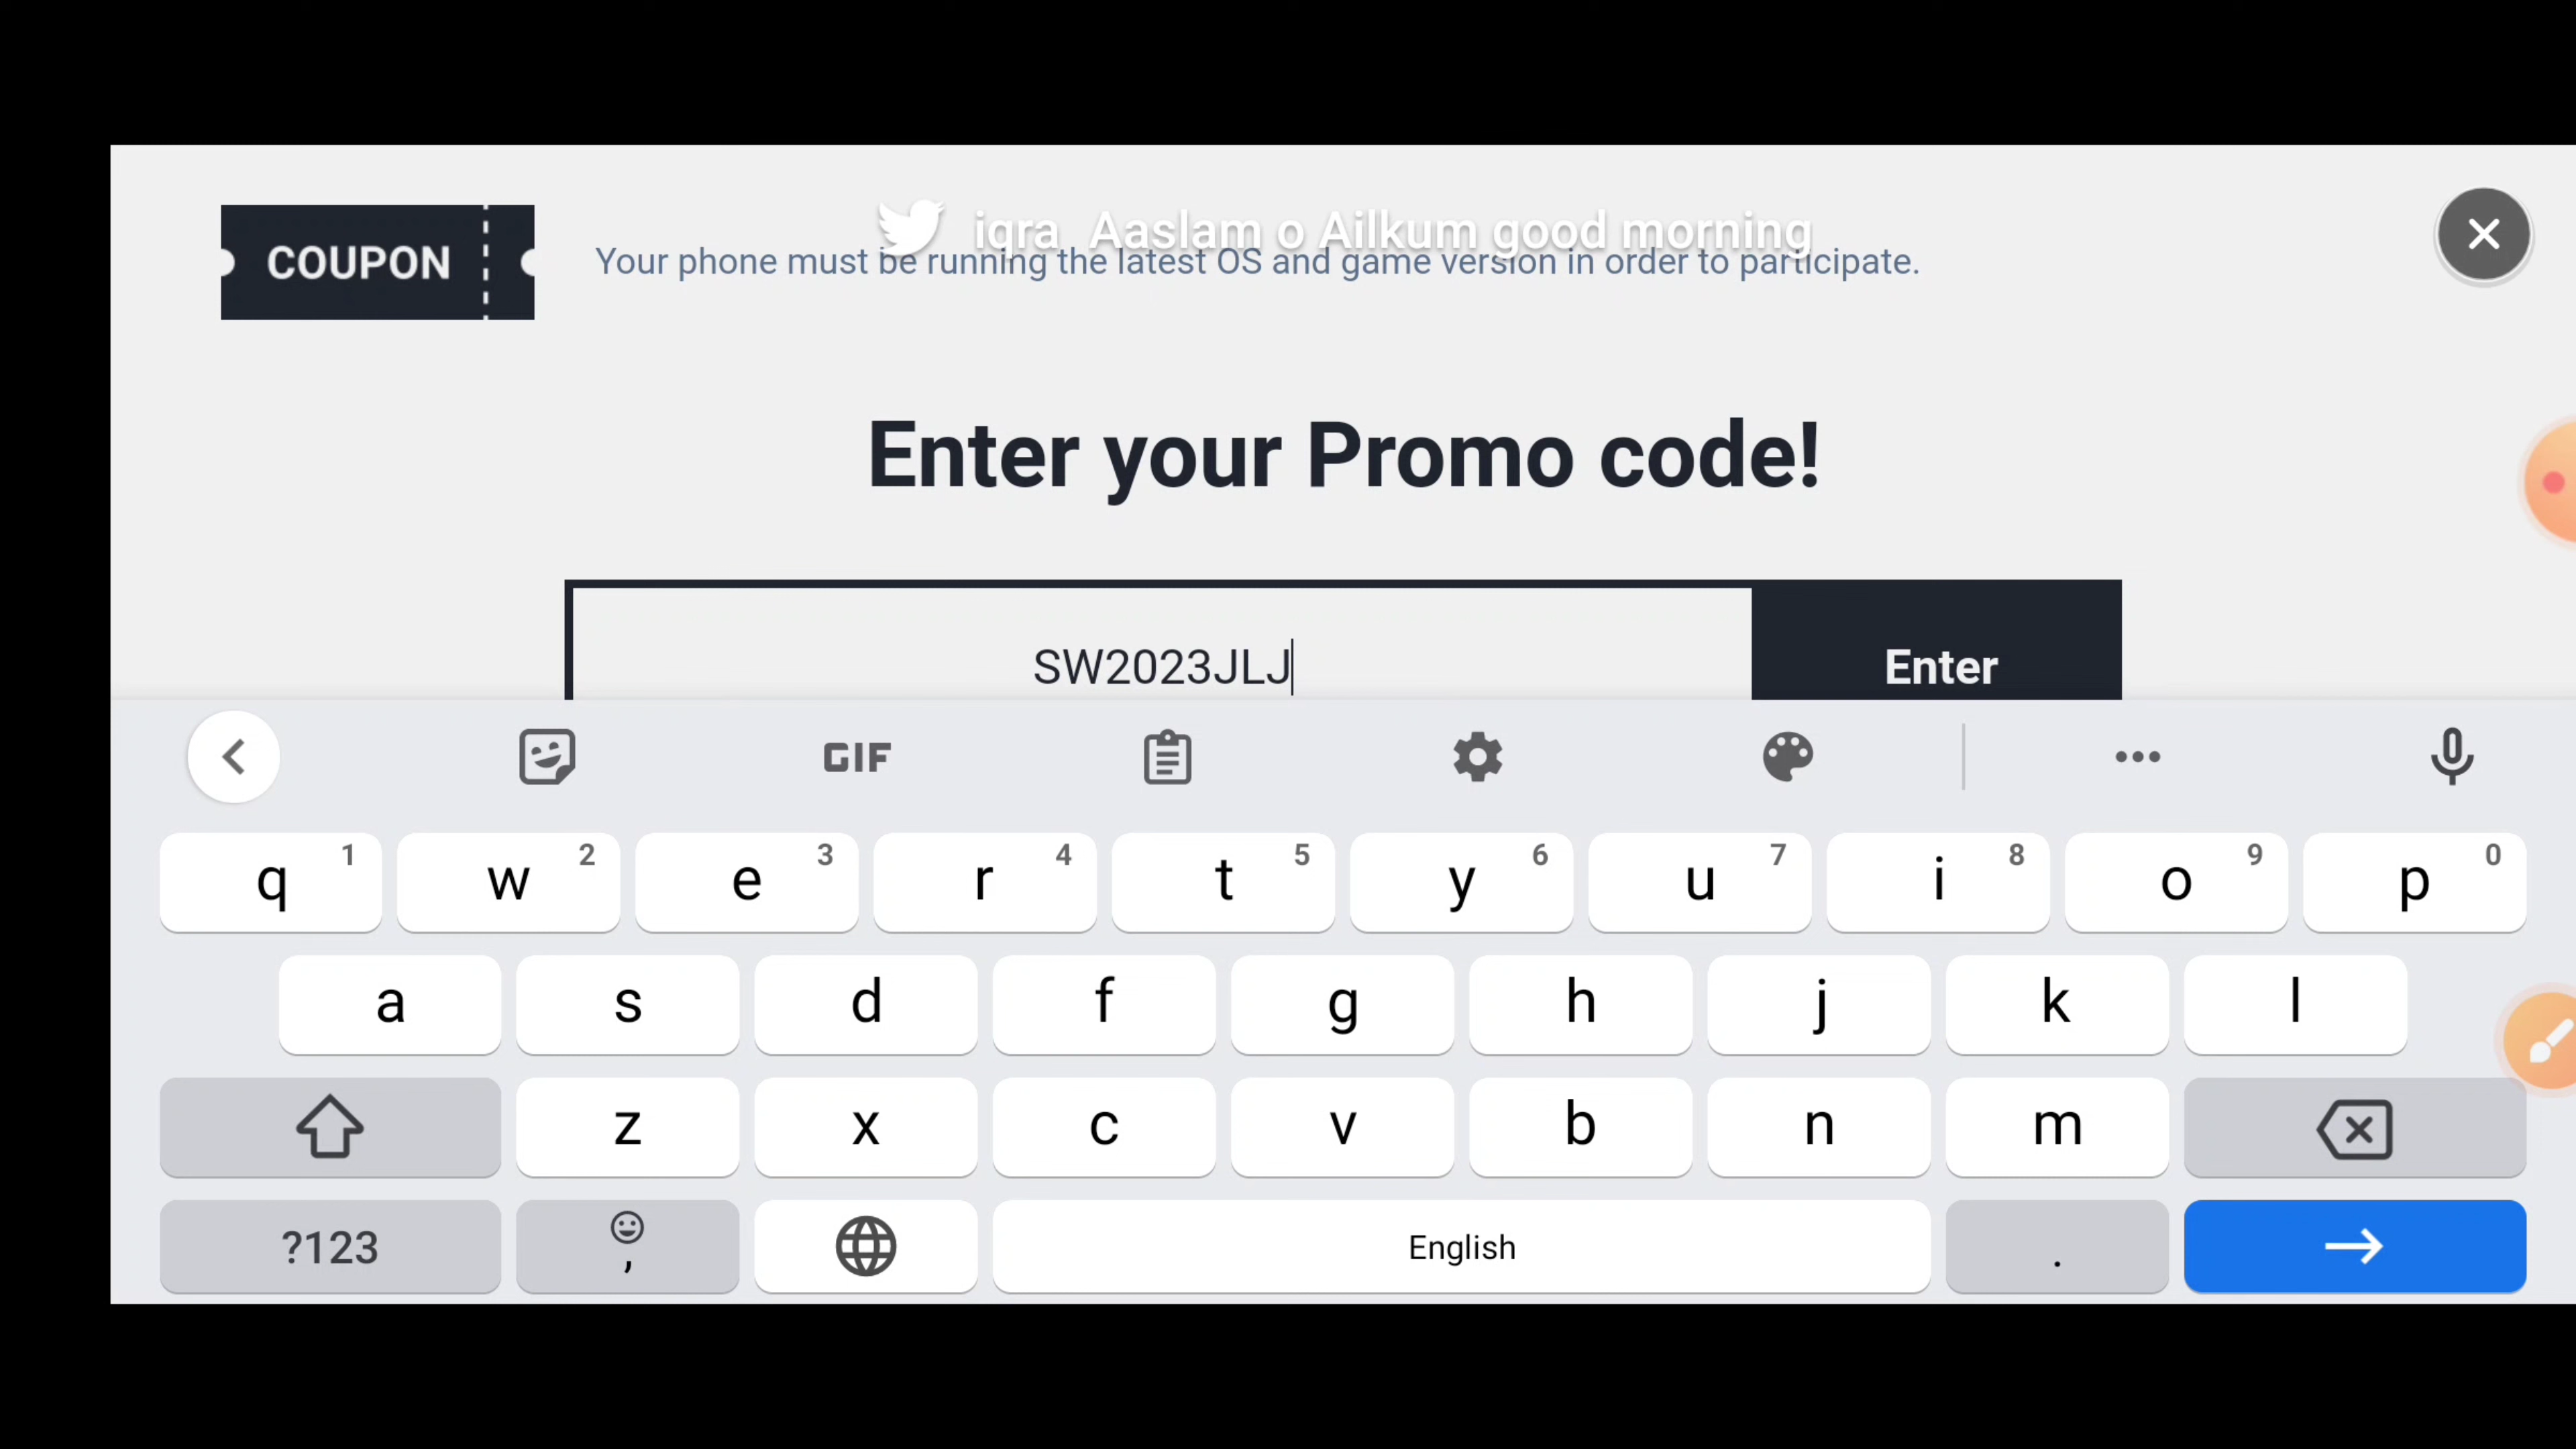 iqra Aaslam o Ailkum good morning
COUPON
Your phone must be running the latest OS and game version in order to participate.
Enter your Promo code!
SW2023JLJ
Enter
GIF
q 1 w 2 e 3 r 4 t 5 y 6 u 7 i 8 o 9 p 0
a s d f g h j k l
z x c v b n m
?123 , English .